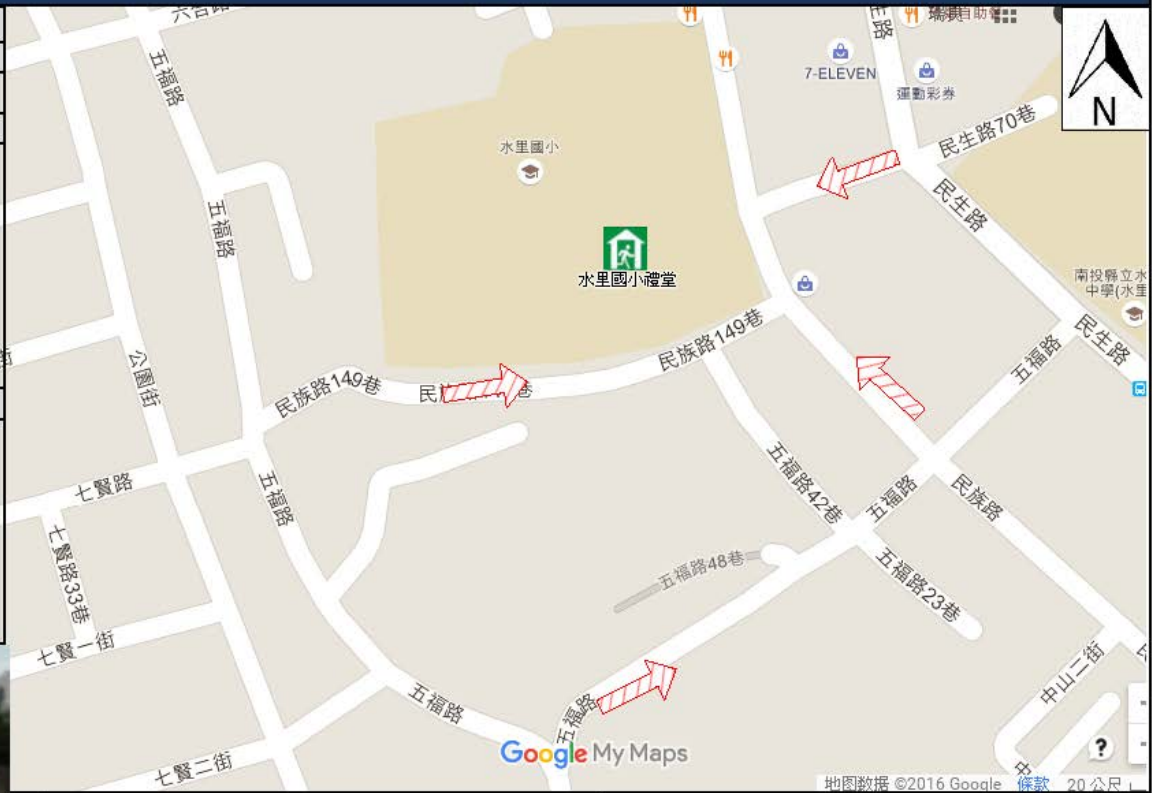 六合路
五福路
瑞
自助
7-ELEVEN
運動彩券
N
民生路70巷
水里國小
五福路
民生路
水里國小禮堂
南投縣立水
中學(水里
民族路149巷
五福路
民生路
公園街
民族路149巷
民
巷
七賢路
五福路
五福路42巷
五福路
民族路
七賢路33巷
五福路48巷
五福路23巷
七賢一街
中山二街
五福路
五福路
Google My Maps
七賢二街
?
地图数据 ©2016 Google 條款 20 公尺